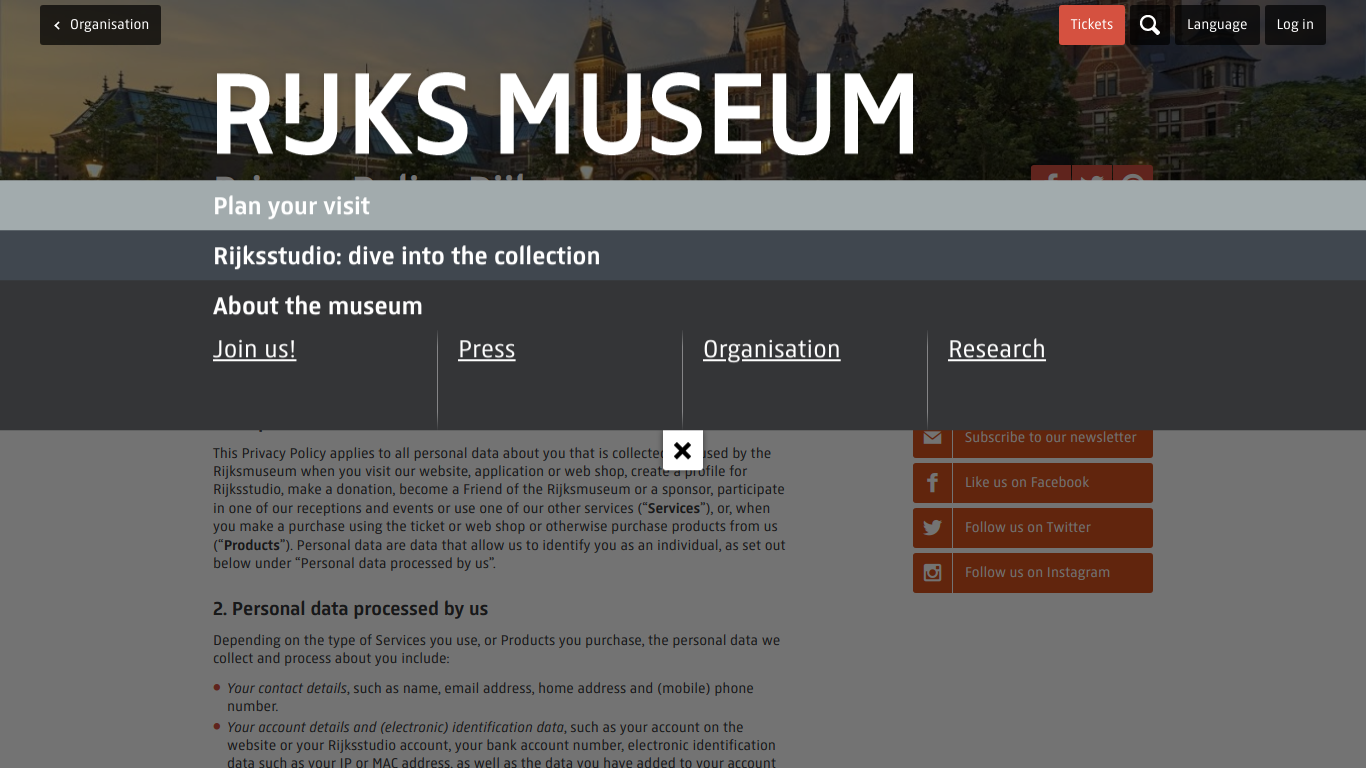 Organisation
Tickets
Language
Log in
RIJKS MUSEUM
Plan your visit
Rijksstudio: dive into the collection
About the museum
Join us!
Press
Organisation
Research
Subscribe to our newsletter
This Privacy Policy applies to all personal data about you that is collected used by the
Rijksmuseum when you visit our website, application or web shop, create a profile for
Rijksstudio, make a donation, become a Friend of the Rijksmuseum or a sponsor, participate
in one of our receptions and events or use one of our other services (“Services”), or, when
you make a purchase using the ticket or web shop or otherwise purchase products from us
(“Products”). Personal data are data that allow us to identify you as an individual, as set out
below under “Personal data processed by us”.
Like us on Facebook
Follow us on Twitter
Follow us on Instagram
2. Personal data processed by us
Depending on the type of Services you use, or Products you purchase, the personal data we
collect and process about you include:
Your contact details, such as name, email address, home address and (mobile) phone
number.
Your account details and (electronic) identification data, such as your account on the
website or your Rijksstudio account, your bank account number, electronic identification
data such as your IP or MAC address, as well as the data you have added to your account